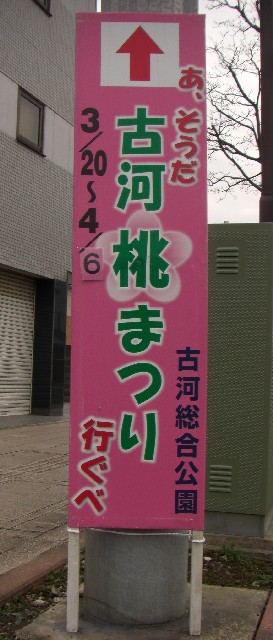 あ、そうだ
古河桃まつり
行ぐべ
3/20～4/6
古河総合公園